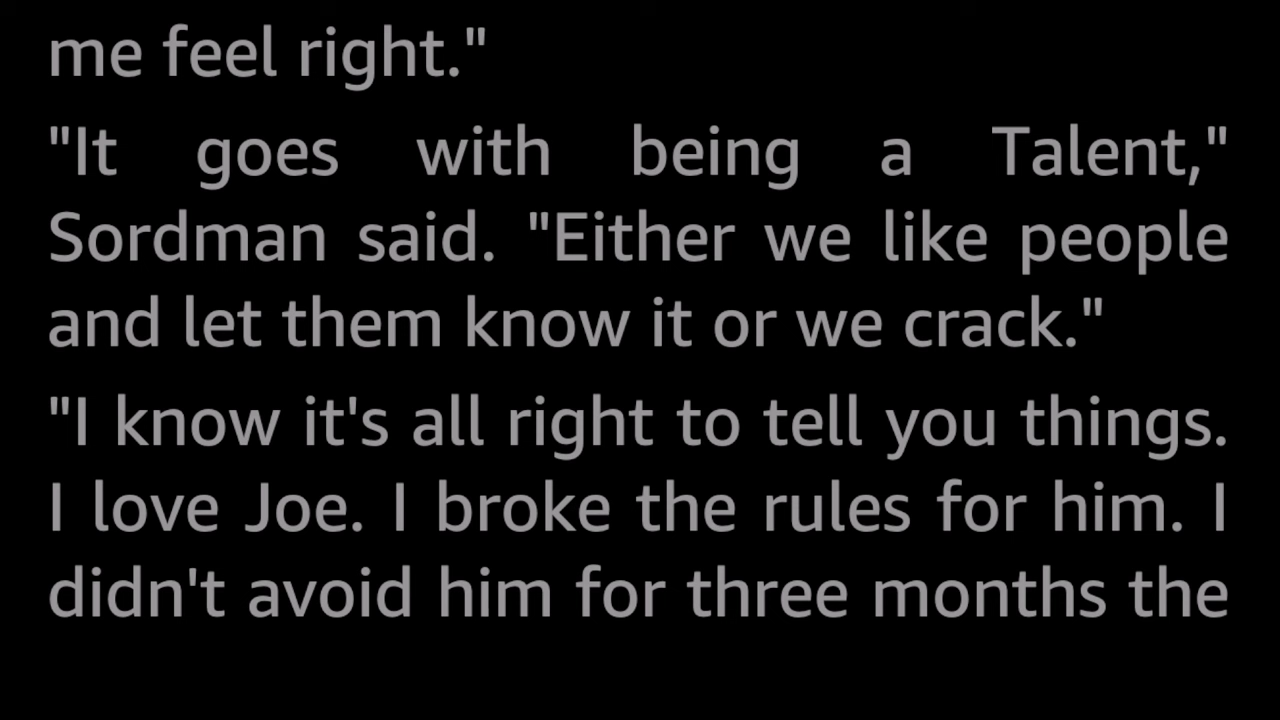 me feel right."
"It goes with being a Talent,"
Sordman said. "Either we like people
and let them know it or we crack."
"I know it's all right to tell you things.
I love Joe. I broke the rules for him. I
didn't avoid him for three months the